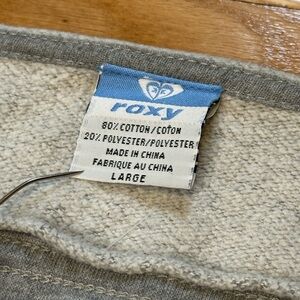 roxy
80% COTTON/COTON
20% POLYESTER/POLYESTER
MADE IN CHINA
FABRIQUE AU CHINA
LARGE